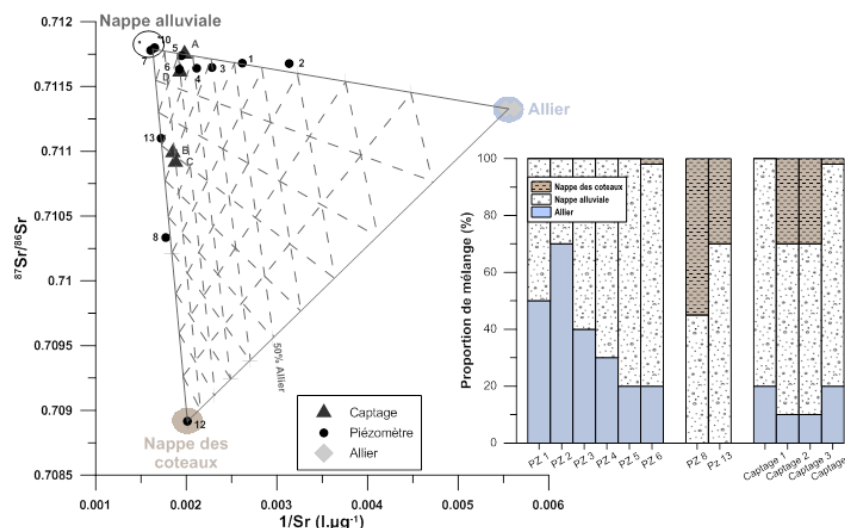 0.712
0.7115
0.711
0.7105
0.71
0.7095
0.709
0.7085
87Sr/86Sr
0.001
0.002
0.003
0.004
0.005
0.006
1/Sr (l.µg-1)
Nappe alluviale
10
7
5
A
6
D
4
3
1
2
13
B
C
8
12
Allier
50% Allier
Nappe des
coteaux
Captage
Piézomètre
Allier
Proportion de mélange (%)
100
80
60
40
20
0
Nappe des coteaux
Nappe alluviale
Allier
PZ 1
PZ 2
PZ 3
PZ 4
PZ 5
PZ 6
PZ 8
PZ 13
Captage 1
Captage 2
Captage 3
Captage